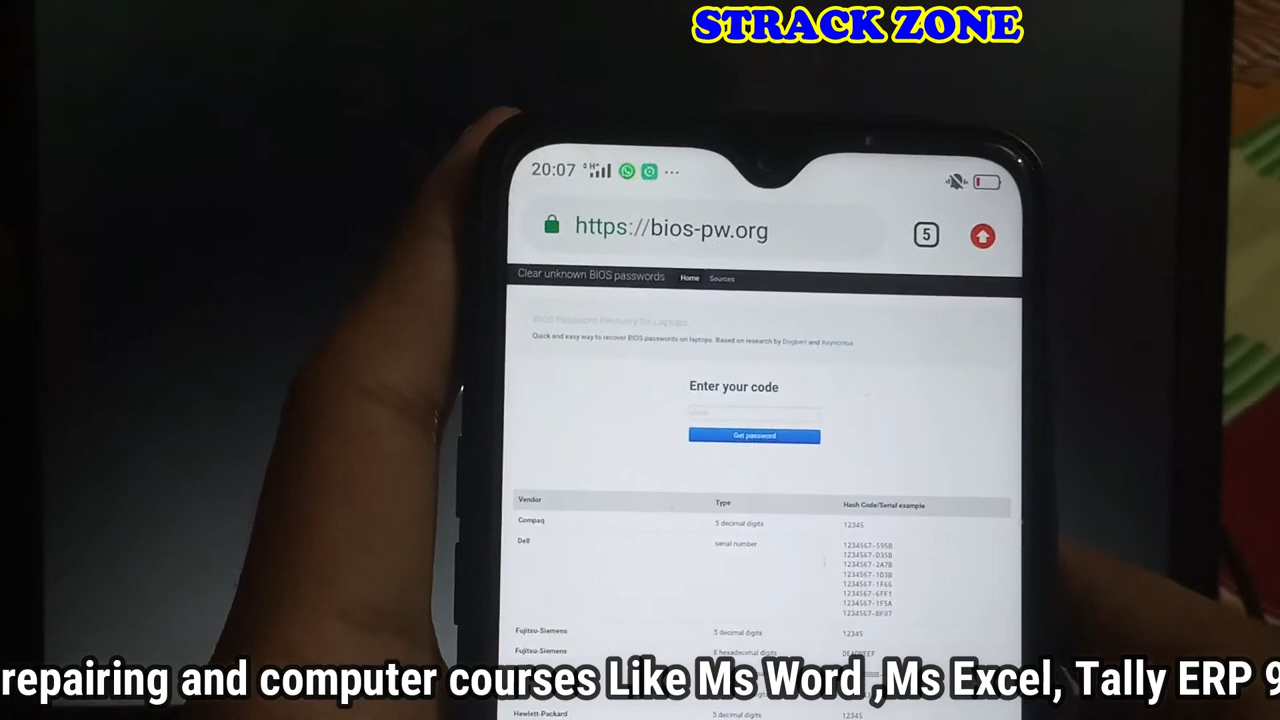 STRACK ZONE
20:07
https://bios-pw.org
5
Clear unknown BIOS passwords Home Sources
BIOS Password Recovery for Laptops
Quick and easy way to recover BIOS passwords on laptops. Based on research by Dogbert and Asyncritus
Enter your code
Get password
Vendor Type Hash Code/Serial example
Compaq 5 decimal digits 12345
Dell serial number 1234567-595B
1234567-D35B
1234567-2A7B
1234567-1D3B
1234567-1F66
1234567-6FF1
1234567-1F5A
1234567-BF97
Fujitsu-Siemens 5 decimal digits 12345
Fujitsu-Siemens 8 hexadecimal digits
repairing and computer courses Like Ms Word ,Ms Excel, Tally ERP 9
Hewlett-Packard 5 decimal digits 12345